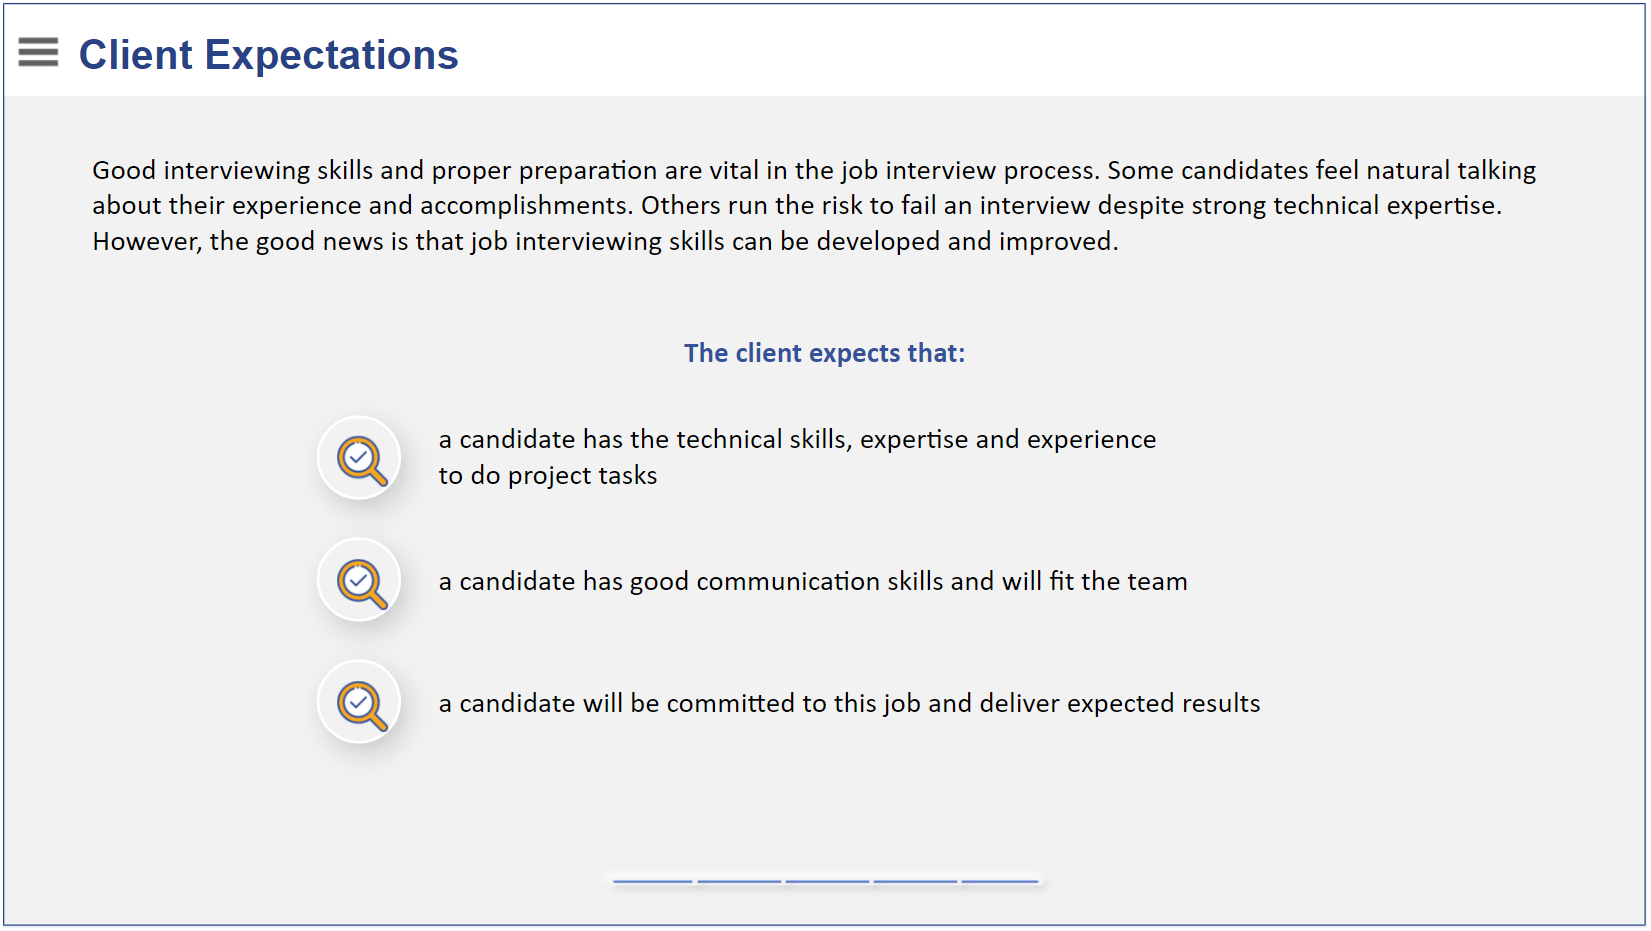 Client Expectations
Good interviewing skills and proper preparation are vital in the job interview process. Some candidates feel natural talking
about their experience and accomplishments. Others run the risk to fail an interview despite strong technical expertise.
However, the good news is that job interviewing skills can be developed and improved.
The client expects that:
a candidate has the technical skills, expertise and experience
to do project tasks
a candidate has good communication skills and will fit the team
a candidate will be committed to this job and deliver expected results